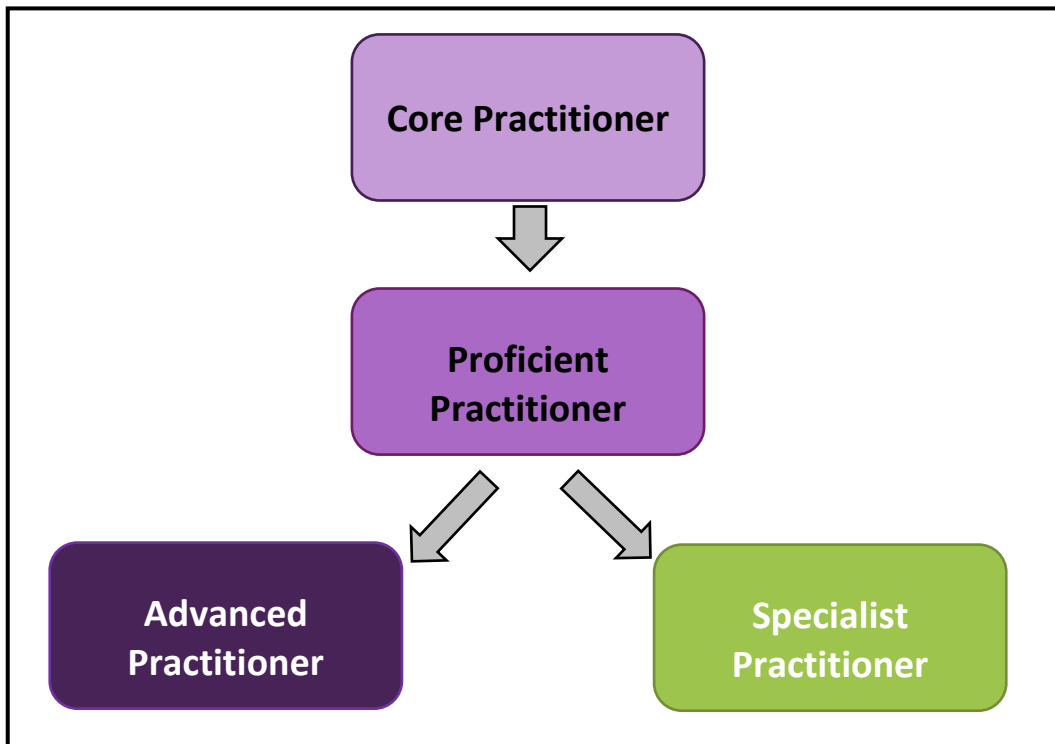 Core Practitioner
Proficient
Practitioner
Advanced
Practitioner
Specialist
Practitioner